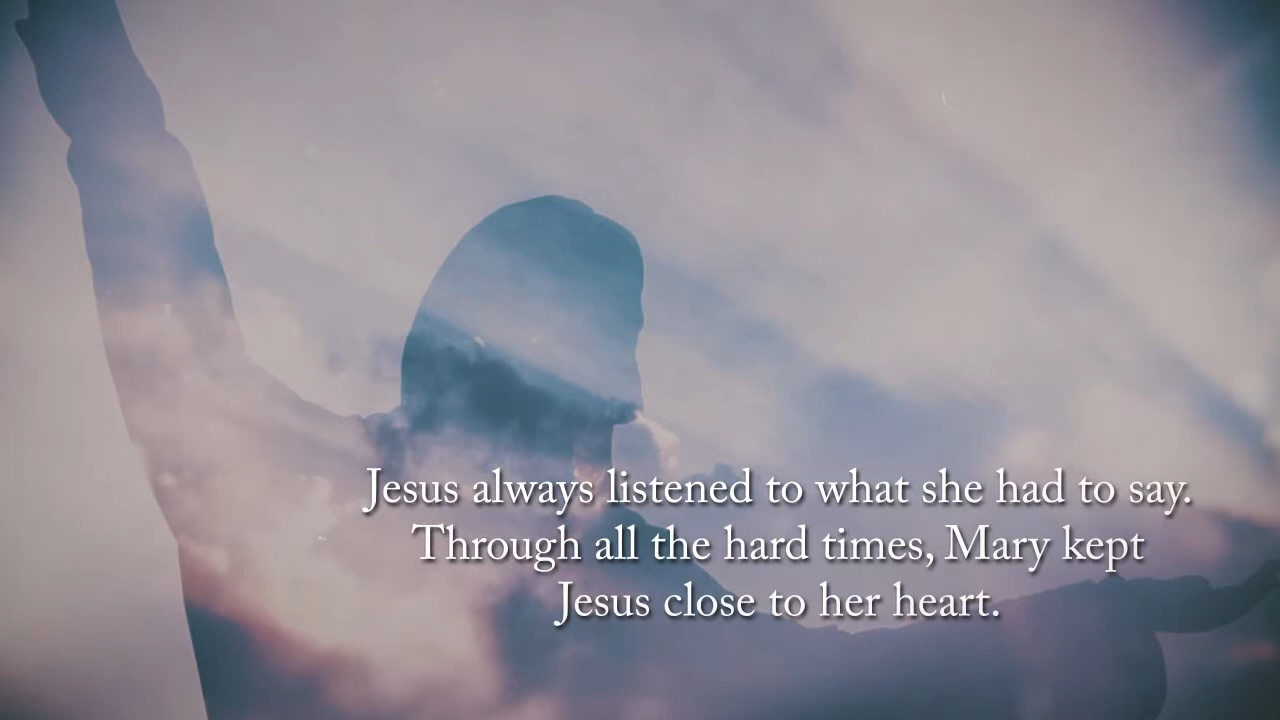 Jesus always listened to what she had to say.
Through all the hard times, Mary kept
Jesus close to her heart.